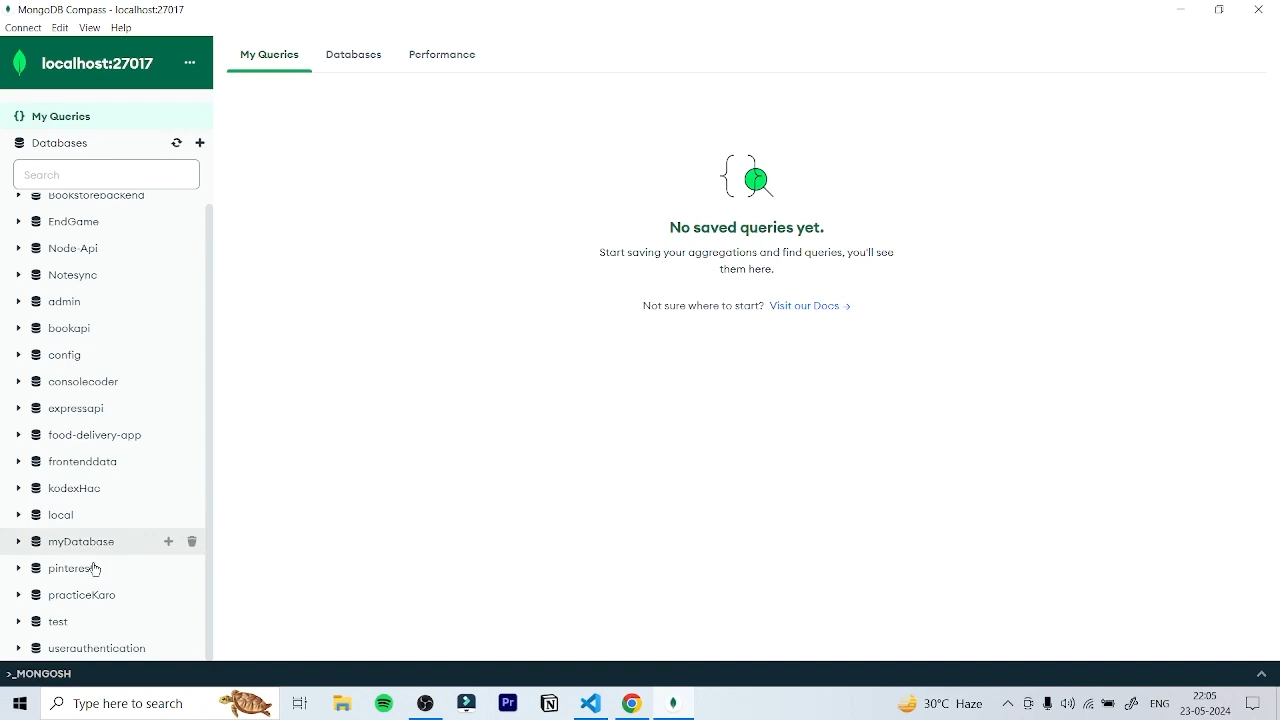 MongoDB Compass - localhost:27017
Connect Edit View Help
localhost:27017
My Queries Databases Performance
{} My Queries
Databases
Search
Bookstorebackend
EndGame
Node-Api
Notesync
admin
bookapi
config
consolecoder
expressapi
food-delivery-app
frontenddata
kodexHac
local
myDatabase
pinteres
practiceKaro
test
userauthentication
No saved queries yet.
Start saving your aggregations and find queries, you'll see
them here.
Not sure where to start? Visit our Docs →
>_MONGOSH
Type here to search
Pr
30°C Haze
ENG
22:05
23-05-2024